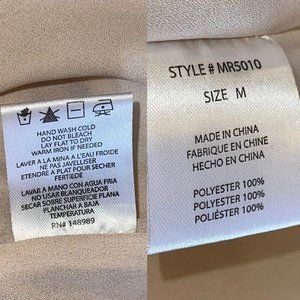 HAND WASH COLD
DO NOT BLEACH
LAY FLAT TO DRY
WARM IRON IF NEEDED
LAVER A LA MINA A L'EAU FROIDE
NE PAS JAVELLISER
ETENDRE A PLAT POUR SECHER
FERTIEDE
LAVAR A MANO CON AGUA FRIA
NO USAR BLANQUEADOR
SECAR SOBRE SUPERFICIE PLANA
PLANCHAR A BAJA
TEMPERATURA
RN# 148989
STYLE # MR5010
SIZE M
MADE IN CHINA
FABRIQUE EN CHINE
HECHO EN CHINA
POLYESTER 100%
POLYESTER 100%
POLIÉSTER 100%